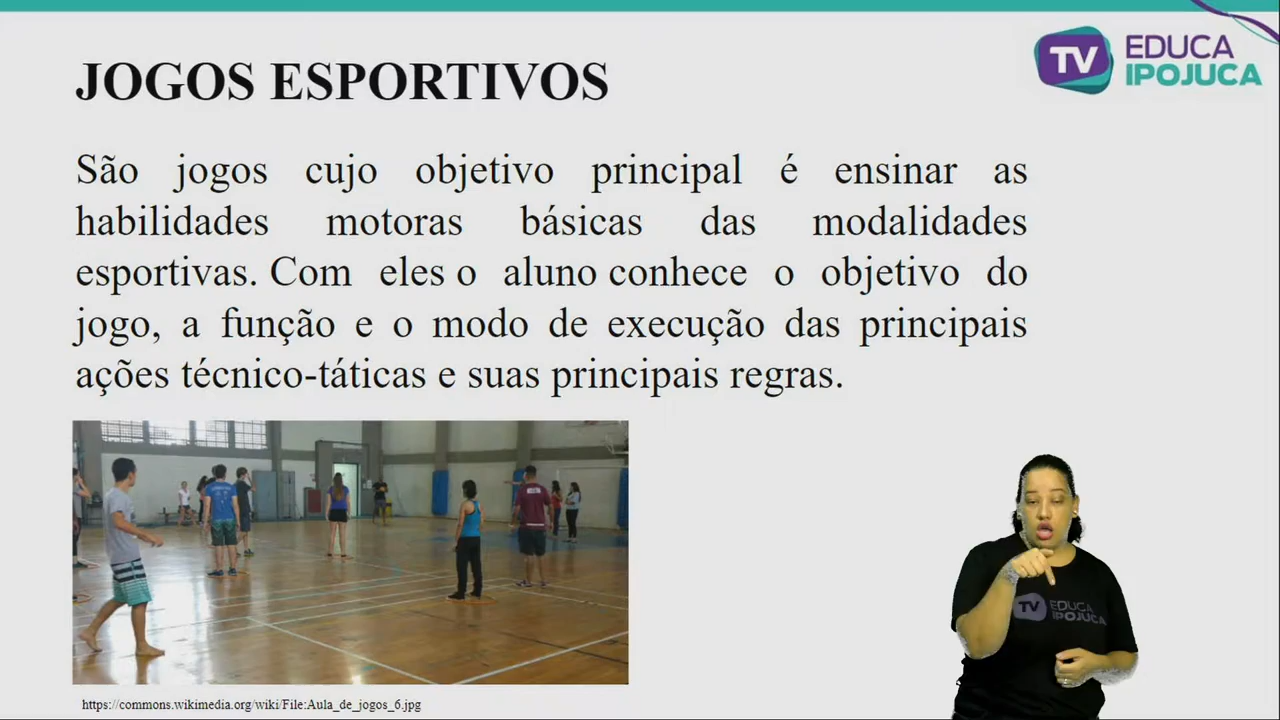 JOGOS ESPORTIVOS
TV EDUCA
IPOJUCA
São jogos cujo objetivo principal é ensinar as
habilidades motoras básicas das modalidades
esportivas. Com eles o aluno conhece o objetivo do
jogo, a função e o modo de execução das principais
ações técnico-táticas e suas principais regras.
TV EDUCA
IPOJUCA
https://commons.wikimedia.org/wiki/File:Aula_de_jogos_6.jpg